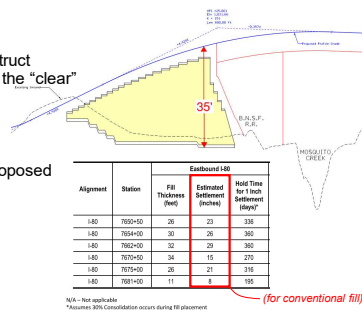 struct
the “clear”
oposed
Proposed Profile Grade
Existing Ground
35'
B.N.S.F.
R.R.
MOSQUITO
CREEK
Eastbound I-80
Alignment Station Fill Thickness (feet) Estimated Settlement (inches) Hold Time for 1 Inch Settlement (days)*
I-80 7650+50 26 23 336
I-80 7654+00 30 26 360
I-80 7662+00 32 29 360
I-80 7670+50 34 15 270
I-80 7675+00 26 21 316
I-80 7681+00 11 8 195
N/A – Not applicable
*Assumes 30% Consolidation occurs during fill placement
(for conventional fill)